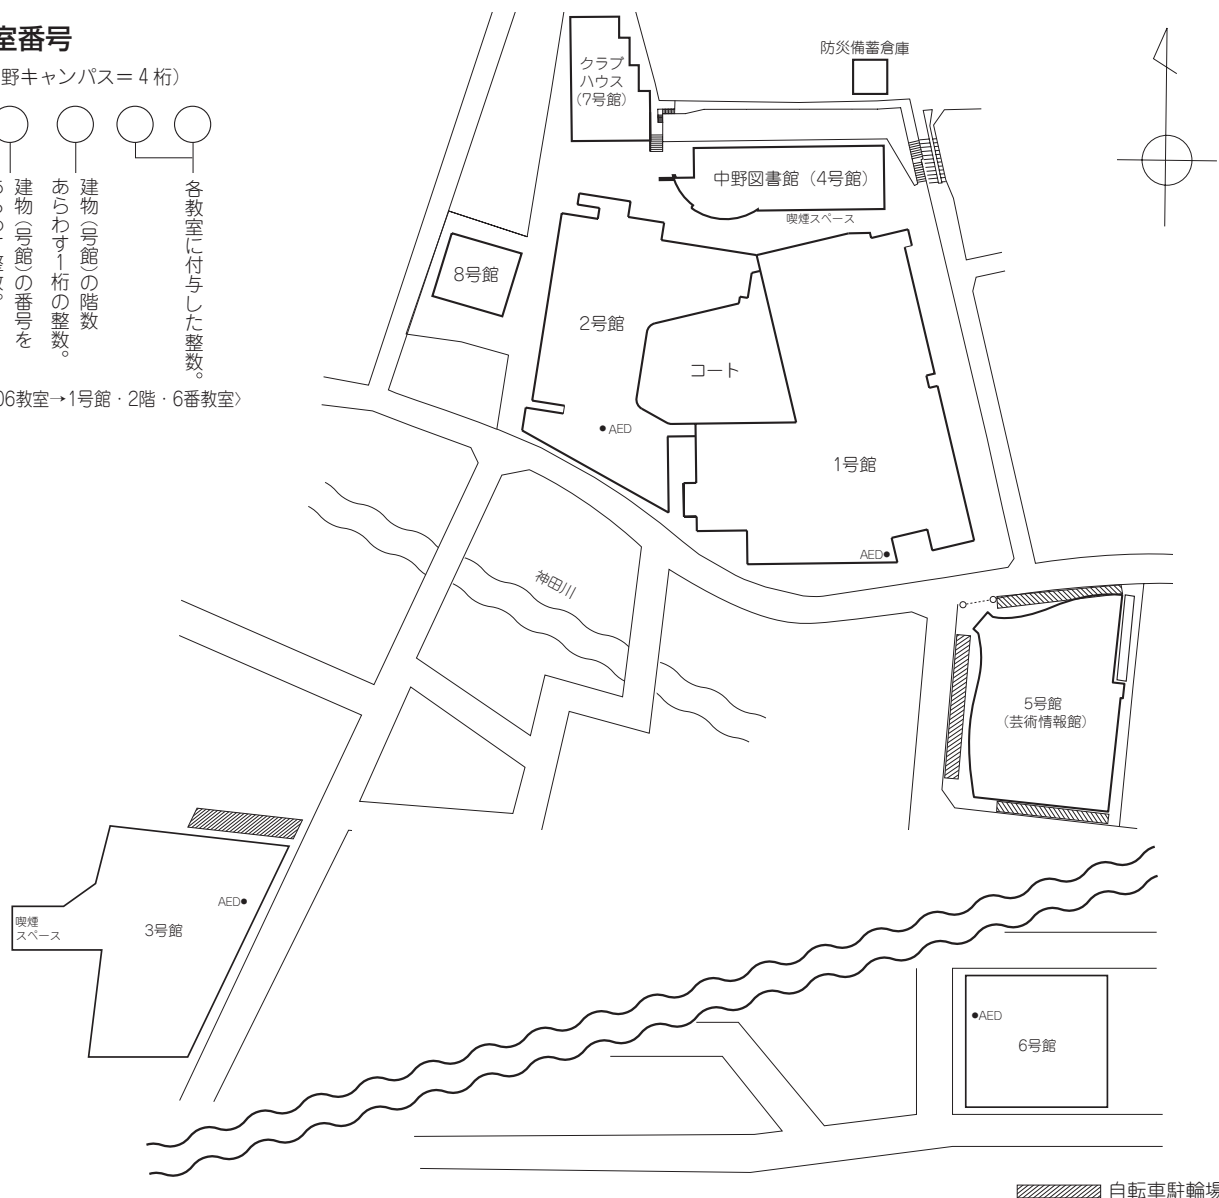 室番号
野キャンパス＝4桁）
各教室に付与した整数。
建物（号館）の階数
あらわす1桁の整数。
建物（号館）の番号を
06教室→1号館・2階・6番教室〉
クラブ
ハウス
（7号館）
防災備蓄倉庫
中野図書館（4号館）
喫煙スペース
8号館
2号館
コート
AED
1号館
AED
神田川
5号館
（芸術情報館）
AED
喫煙
スペース
3号館
AED
6号館
自転車駐輪場